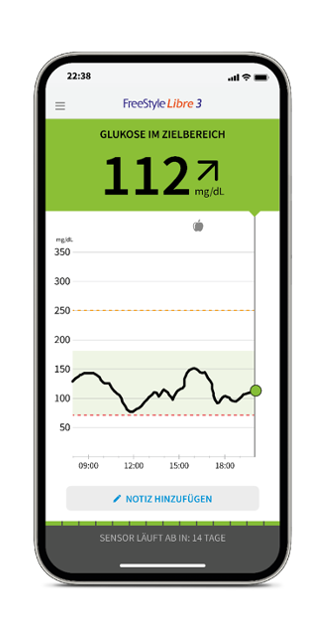 22:38
FreeStyle Libre 3
GLUKOSE IM ZIELBEREICH
112
mg/dL
mg/dL
350
300
250
200
150
100
50
09:00 12:00 15:00 18:00
NOTIZ HINZUFÜGEN
SENSOR LÄUFT AB IN: 14 TAGE